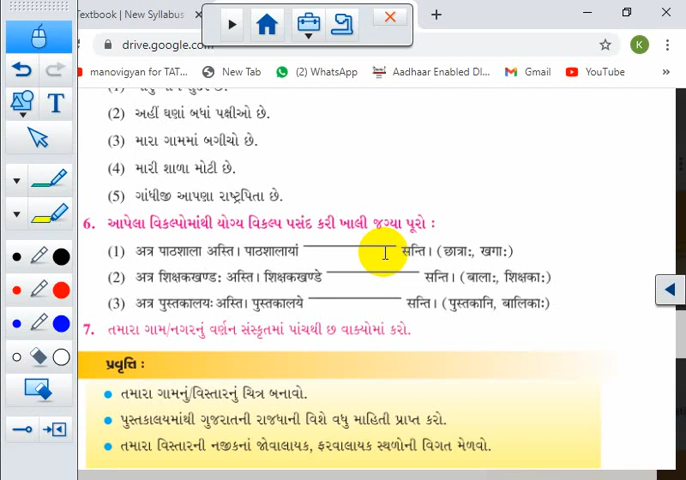 Textbook | New Syllabus
drive.google.com
manovigyan for TAT...
New Tab
(2) WhatsApp
Aadhaar Enabled DI...
Gmail
YouTube
K
T
(2) અહીં ઘણાં બધાં પક્ષીઓ છે.
(3) મારા ગામમાં બગીચો છે.
(4) મારી શાળા મોટી છે.
(5) ગાંધીજી આપણા રાષ્ટ્રપિતા છે.
6. આપેલા વિકલ્પોમાંથી યોગ્ય વિકલ્પ પસંદ કરી ખાલી જગ્યા પૂરો :
(1) अत्र पाठशाला अस्ति। पाठशालायां ________ सन्ति। (छात्रा:, खगा:)
(2) अत्र शिक्षकखण्ड: अस्ति। शिक्षकखण्डे ________ सन्ति। (बाला:, शिक्षका:)
(3) अत्र पुस्तकालय: अस्ति। पुस्तकालये ________ सन्ति। (पुस्तकानि, बालिका:)
7. તમારા ગામ/નગરનું વર્ણન સંસ્કૃતમાં પાંચથી છ વાક્યોમાં કરો.
પ્રવૃત્તિ :
• તમારા ગામનું/વિસ્તારનું ચિત્ર બનાવો.
• પુસ્તકાલયમાંથી ગુજરાતની રાજધાની વિશે વધુ માહિતી પ્રાપ્ત કરો.
• તમારા વિસ્તારની નજીકનાં જોવાલાયક, ફરવાલાયક સ્થળોની વિગત મેળવો.